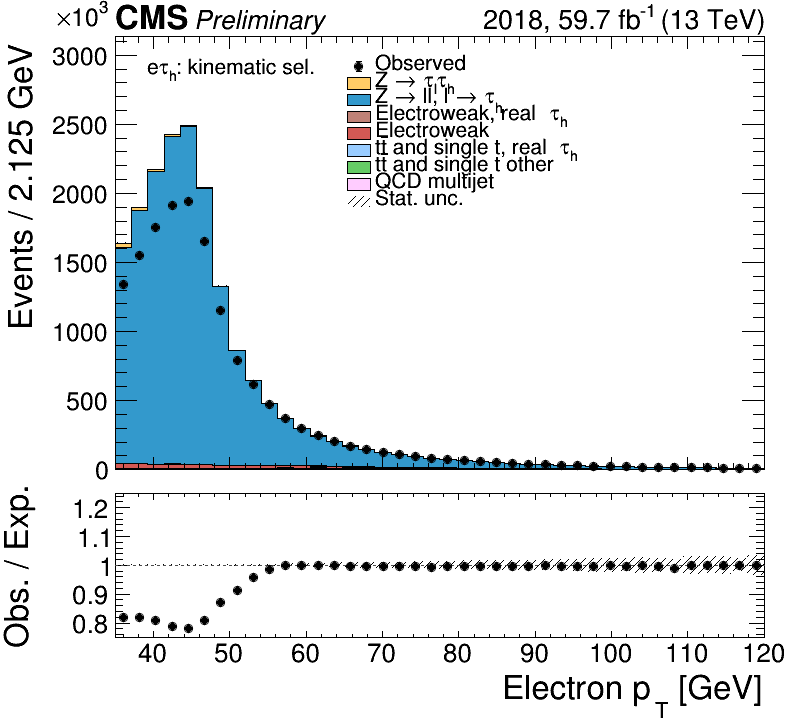 ×10³ CMS Preliminary 2018, 59.7 fb⁻¹ (13 TeV)
eτh: kinematic sel.
Observed
Z → τlτh
Z → ll, l → τh
Electroweak, real τh
Electroweak
tt̄ and single t, real τh
tt̄ and single t other
QCD multijet
Stat. unc.
Events / 2.125 GeV
3000
2500
2000
1500
1000
500
0
Obs. / Exp.
1.2
1.1
1
0.9
0.8
40 50 60 70 80 90 100 110 120
Electron pT [GeV]